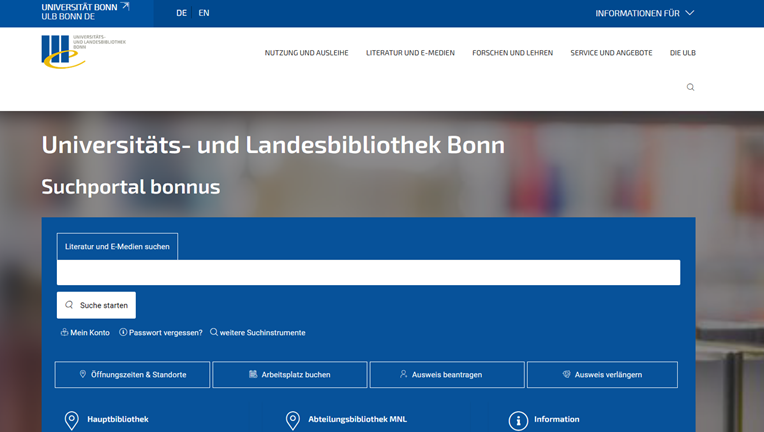 UNIVERSITÄT BONN
ULB BONN DE
DE EN
INFORMATIONEN FÜR
UNIVERSITÄTS-
UND LANDESBIBLIOTHEK
BONN
NUTZUNG UND AUSLEIHE LITERATUR UND E-MEDIEN FORSCHEN UND LEHREN SERVICE UND ANGEBOTE DIE ULB
Universitäts- und Landesbibliothek Bonn
Suchportal bonnus
Literatur und E-Medien suchen
Suche starten
Mein Konto Passwort vergessen? weitere Suchinstrumente
Öffnungszeiten & Standorte Arbeitsplatz buchen Ausweis beantragen Ausweis verlängern
Hauptbibliothek Abteilungsbibliothek MNL Information